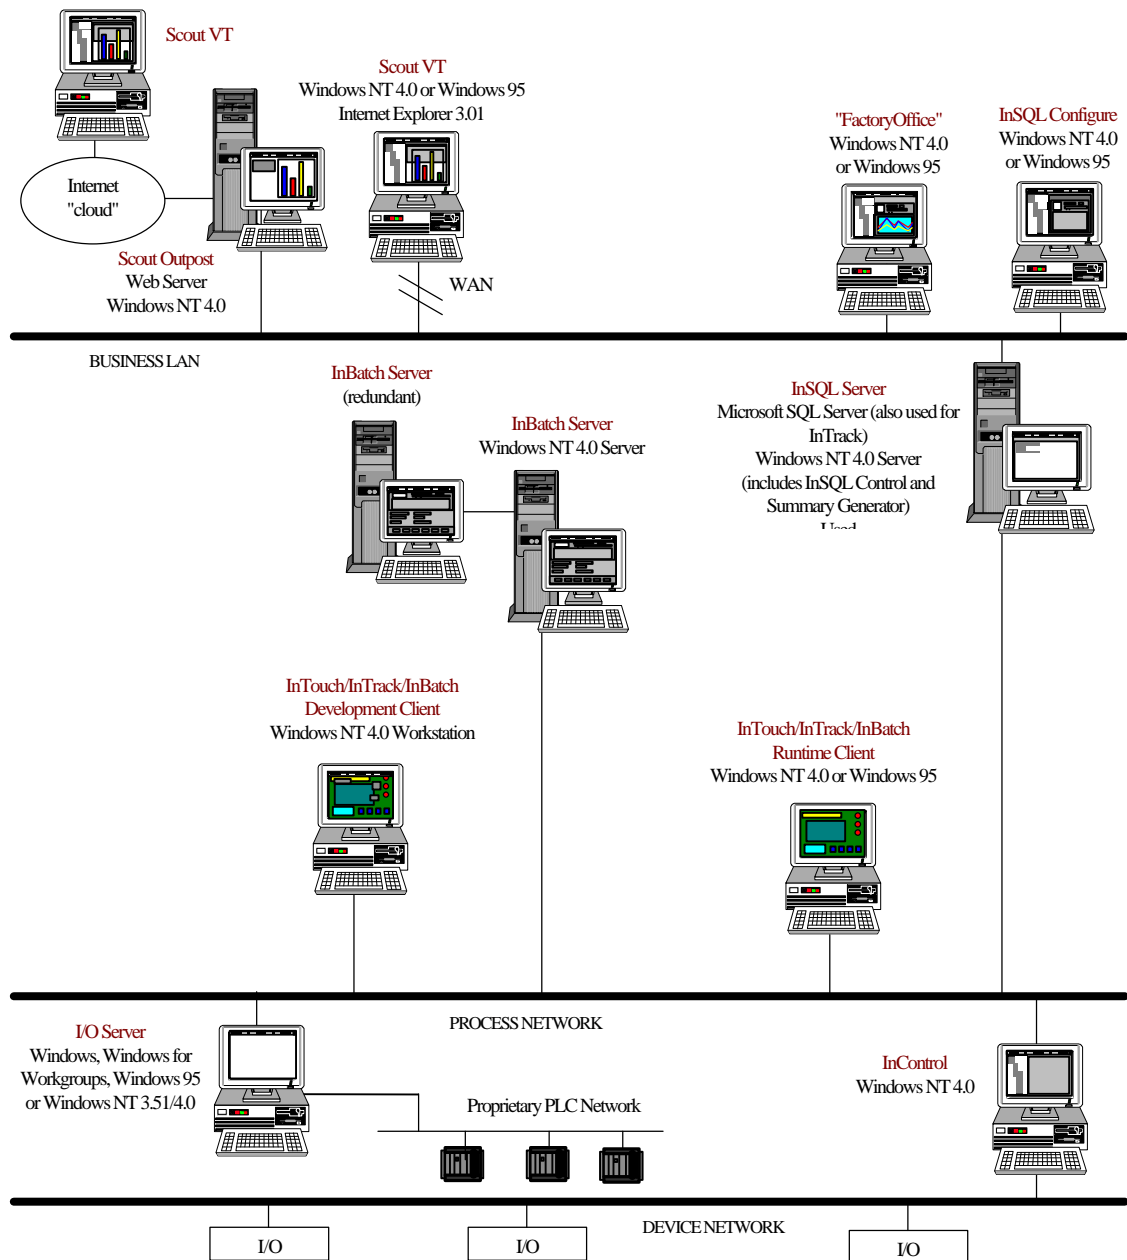 Scout VT
Scout VT
Windows NT 4.0 or Windows 95
Internet Explorer 3.01
"FactoryOffice"
Windows NT 4.0
or Windows 95
InSQL Configure
Windows NT 4.0
or Windows 95
Internet
"cloud"
Scout Outpost
Web Server
Windows NT 4.0
WAN
BUSINESS LAN
InBatch Server
(redundant)
InBatch Server
Windows NT 4.0 Server
InSQL Server
Microsoft SQL Server (also used for
InTrack)
Windows NT 4.0 Server
(includes InSQL Control and
Summary Generator)
Used
InTouch/InTrack/InBatch
Development Client
Windows NT 4.0 Workstation
InTouch/InTrack/InBatch
Runtime Client
Windows NT 4.0 or Windows 95
PROCESS NETWORK
I/O Server
Windows, Windows for
Workgroups, Windows 95
or Windows NT 3.51/4.0
Proprietary PLC Network
InControl
Windows NT 4.0
DEVICE NETWORK
I/O
I/O
I/O